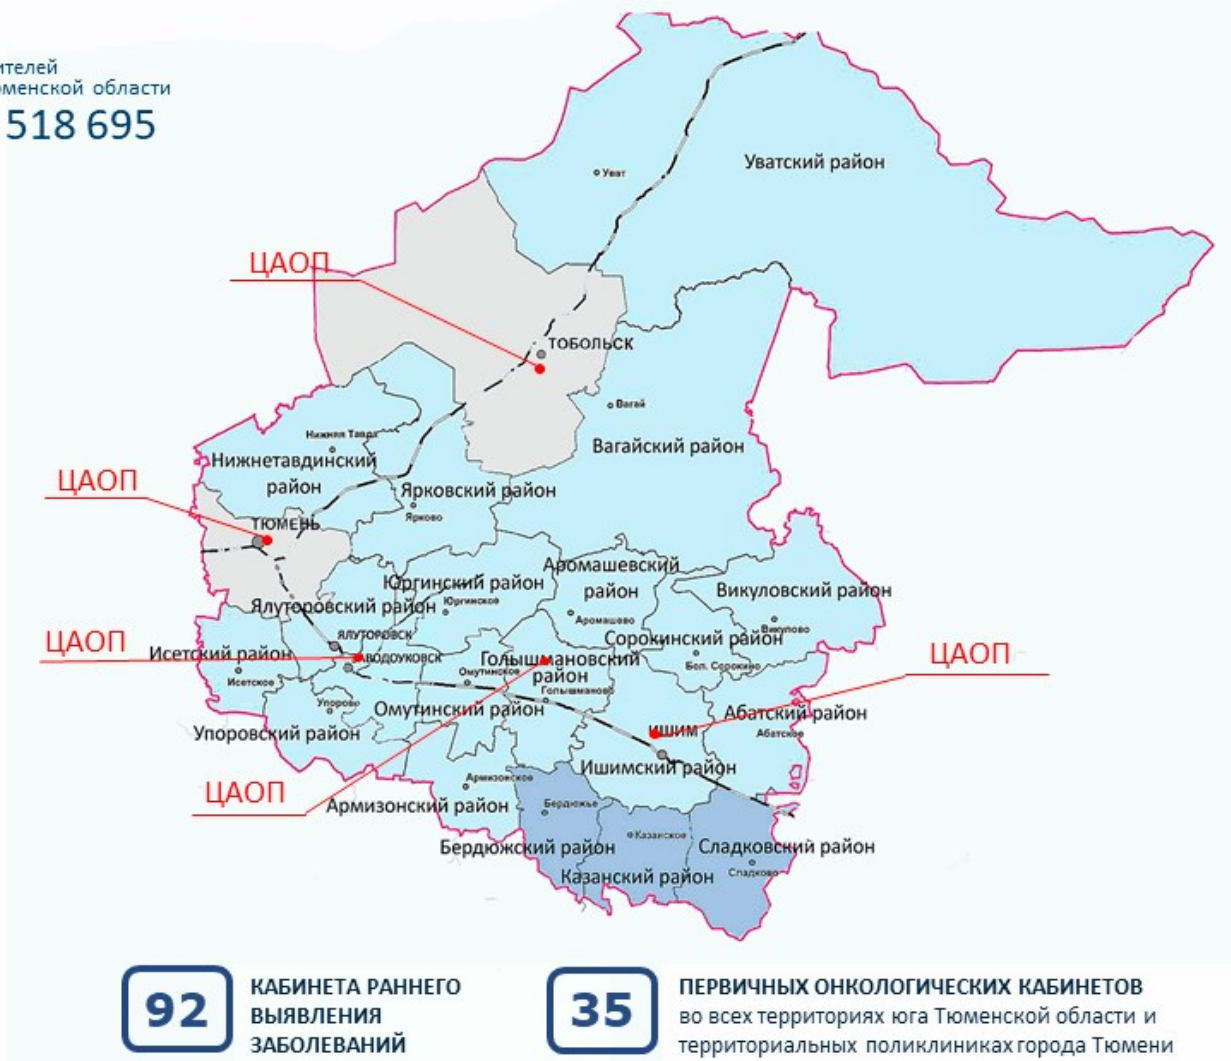 ителей
менской области
518 695
Уватский район
Уват
ЦАОП
ТОБОЛЬСК
Вагай
Вагайский район
Нижняя Тавда
Нижнетавдинский
район
ЦАОП
Ярковский район
Ярково
ТЮМЕНЬ
Аромашевский
район
Юргинский район
Викуловский район
Ялуторовский район
Юргинское
Аромашево
Викулово
ЯЛУТОРОВСК
Сорокинский район
ЦАОП
Исетский район
ВОДОУКОВСК
Голышмановский
район
Бол. Сорокино
ЦАОП
Исетское
Омутинское
Голышманово
Упорово
Омутинский район
Абатский район
Упоровский район
ИШИМ
Абатское
Ишимский район
ЦАОП
Армизонское
Армизонский район
Бердюжье
Казанское
Бердюжский район
Сладковский район
Казанский район
Сладково
92
КАБИНЕТА РАННЕГО
ВЫЯВЛЕНИЯ
ЗАБОЛЕВАНИЙ
35
ПЕРВИЧНЫХ ОНКОЛОГИЧЕСКИХ КАБИНЕТОВ
во всех территориях юга Тюменской области и
территориальных поликлиниках города Тюмени